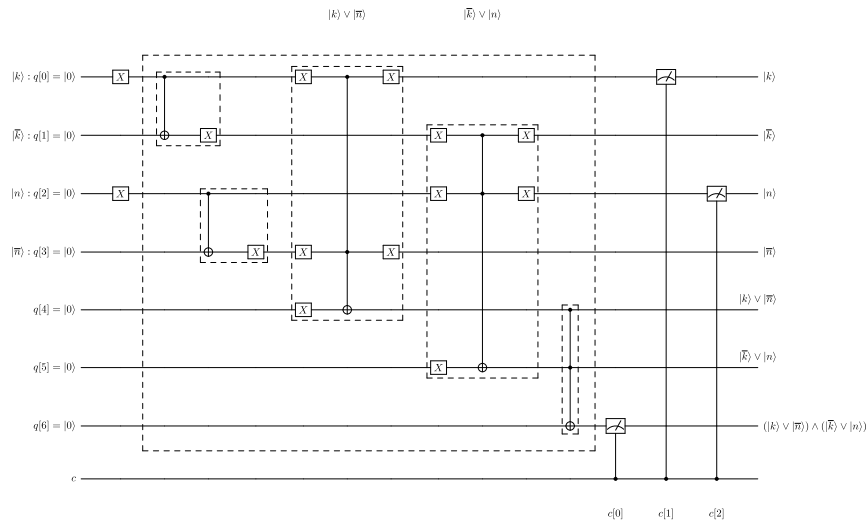 |k⟩ ∨ |n̅⟩ |k̅⟩ ∨ |n⟩
|k⟩ : q[0] = |0⟩ X X X |k⟩
|k̅⟩ : q[1] = |0⟩ X X X |k̅⟩
|n⟩ : q[2] = |0⟩ X X X |n⟩
|n̅⟩ : q[3] = |0⟩ X X X |n̅⟩
q[4] = |0⟩ X |k⟩ ∨ |n̅⟩
q[5] = |0⟩ X |k̅⟩ ∨ |n⟩
q[6] = |0⟩ (|k⟩ ∨ |n̅⟩) ∧ (|k̅⟩ ∨ |n⟩)
c
c[0] c[1] c[2]